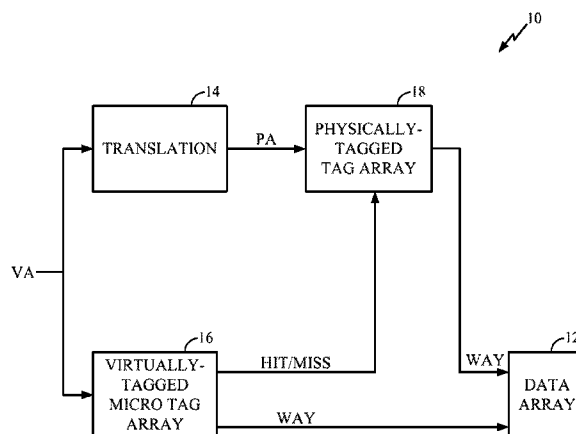 10
14
18
TRANSLATION
PA
PHYSICALLY-
TAGGED
TAG ARRAY
VA
16
12
VIRTUALLY-
TAGGED
MICRO TAG
ARRAY
HIT/MISS
WAY
WAY
DATA
ARRAY